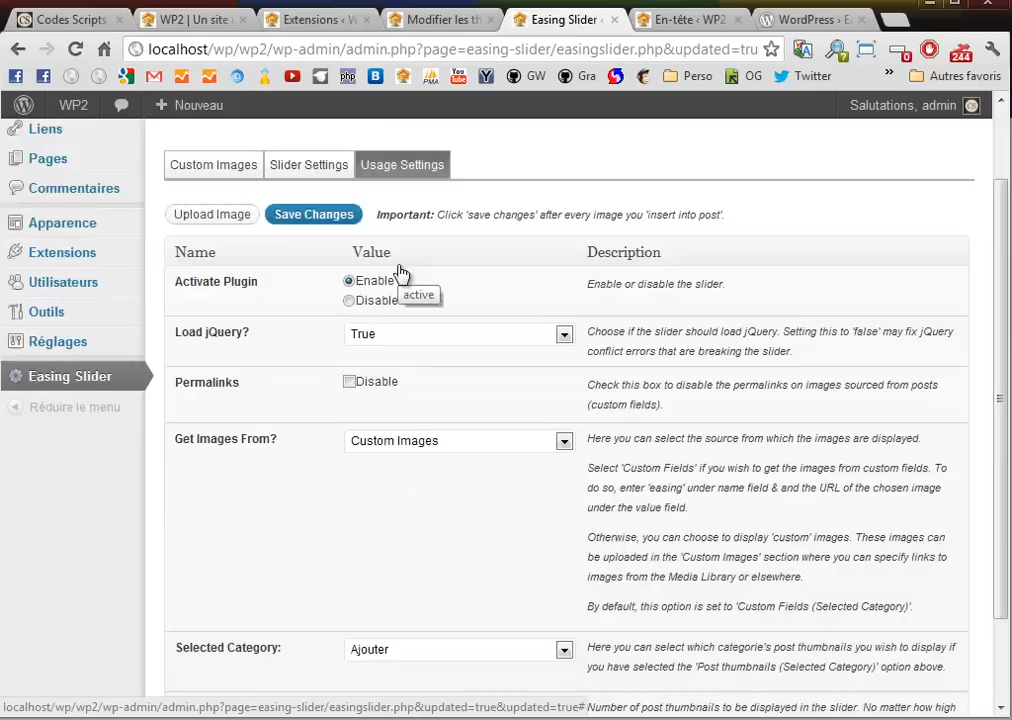 Codes Scripts
WP2 | Un site
Extensions ‹ W
Modifier les th
Easing Slider ‹
En-tête ‹ WP2
WordPress › E
localhost/wp/wp2/wp-admin/admin.php?page=easing-slider/easingslider.php&updated=tru
GW
Gra
Perso
OG
Twitter
»
Autres favoris
WP2
Nouveau
Salutations, admin
Liens
Pages
Commentaires
Apparence
Extensions
Utilisateurs
Outils
Réglages
Easing Slider
Réduire le menu
Custom Images
Slider Settings
Usage Settings
Upload Image
Save Changes
Important: Click 'save changes' after every image you 'insert into post'.
Name
Value
Description
Activate Plugin
Enable
Disable
active
Enable or disable the slider.
Load jQuery?
True
Choose if the slider should load jQuery. Setting this to 'false' may fix jQuery
conflict errors that are breaking the slider.
Permalinks
Disable
Check this box to disable the permalinks on images sourced from posts
(custom fields).
Get Images From?
Custom Images
Here you can select the source from which the images are displayed.
Select 'Custom Fields' if you wish to get the images from custom fields. To
do so, enter 'easing' under name field & and the URL of the chosen image
under the value field.
Otherwise, you can choose to display 'custom' images. These images can
be uploaded in the 'Custom Images' section where you can specify links to
images from the Media Library or elsewhere.
By default, this option is set to 'Custom Fields (Selected Category)'.
Selected Category:
Ajouter
Here you can select which categorie's post thumbnails you wish to display if
you have selected the 'Post thumbnails (Selected Category)' option above.
Number of post thumbnails to be displayed in the slider. No matter how high
localhost/wp/wp2/wp-admin/admin.php?page=easing-slider/easingslider.php&updated=true&updated=true#